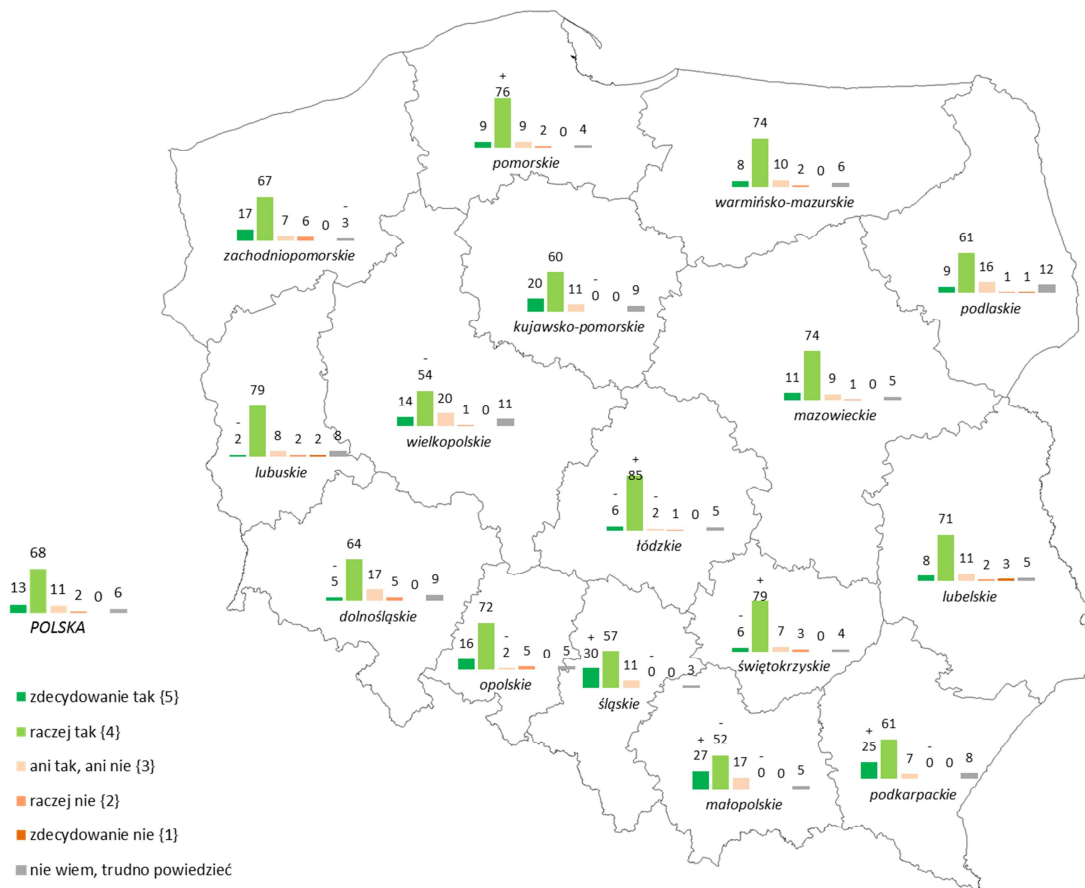 +
76
9 9 2 0 4
pomorskie
74
8 10 2 0 6
warmińsko-mazurskie
67
17 7 6 0 - 3
zachodniopomorskie
60
20 11 - 0 0 9
kujawsko-pomorskie
61
9 16 1 1 12
podlaskie
74
11 9 1 0 5
mazowieckie
-
54
14 20 1 0 11
wielkopolskie
79
- 2 8 2 2 8
lubuskie
+
85
- 6 - 2 1 0 5
łódzkie
71
8 11 2 3 5
lubelskie
64
- 5 17 5 0 9
dolnośląskie
68
13 11 2 0 6
POLSKA
72
16 - 2 5 0 5
opolskie
+ 30 57 11 - 0 0 3
śląskie
+
79
- 6 7 3 0 4
świętokrzyskie
-
52
+ 27 17 - 0 0 5
małopolskie
61
+ 25 7 - 0 0 8
podkarpackie
zdecydowanie tak {5}
raczej tak {4}
ani tak, ani nie {3}
raczej nie {2}
zdecydowanie nie {1}
nie wiem, trudno powiedzieć